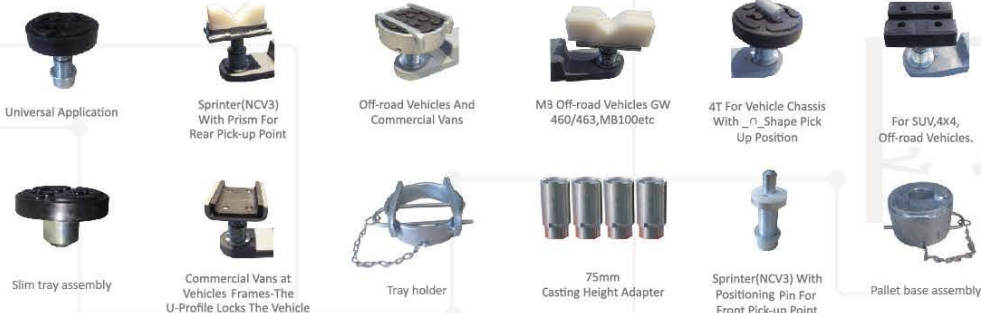 Universal Application
Sprinter(NCV3)
With Prism For
Rear Pick-up Point
Off-road Vehicles And
Commercial Vans
MB Off-road Vehicles GW
460/463,MB100etc
4T For Vehicle Chassis
With _∩_Shape Pick
Up Position
For SUV,4X4,
Off-road Vehicles.
Slim tray assembly
Commercial Vans at
Vehicles Frames-The
U-Profile Locks The Vehicle
Tray holder
75mm
Casting Height Adapter
Sprinter(NCV3) With
Positioning Pin For
Front Pick-up Point
Pallet base assembly